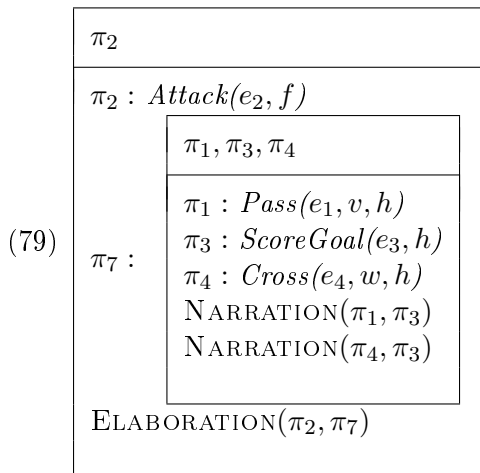 π₂
π₂ : Attack(e₂, f)
π₁, π₃, π₄
π₁ : Pass(e₁, v, h)
π₃ : ScoreGoal(e₃, h)
(79) π₇ : π₄ : Cross(e₄, w, h)
NARRATION(π₁, π₃)
NARRATION(π₄, π₃)
ELABORATION(π₂, π₇)